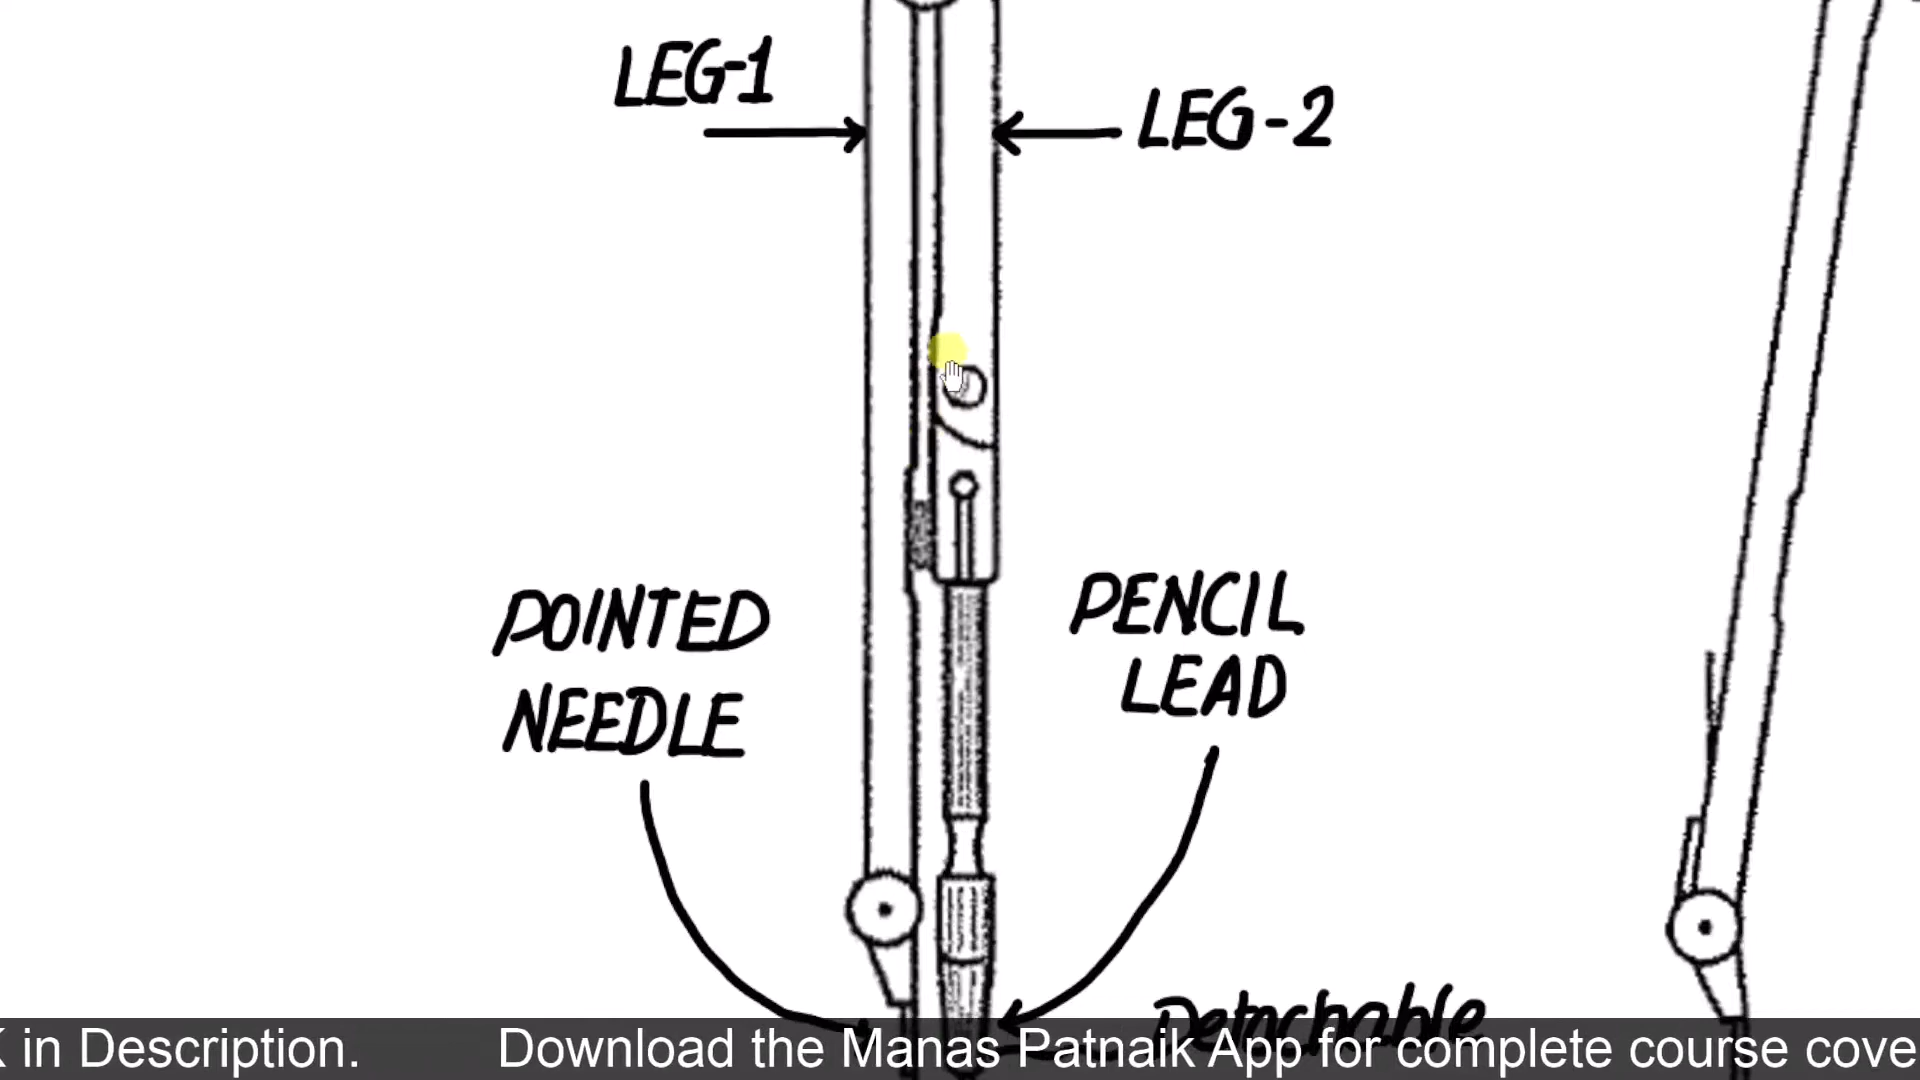 LEG-1
LEG-2
POINTED
NEEDLE
PENCIL
LEAD
Detachable
in Description. Download the Manas Patnaik App for complete course cove